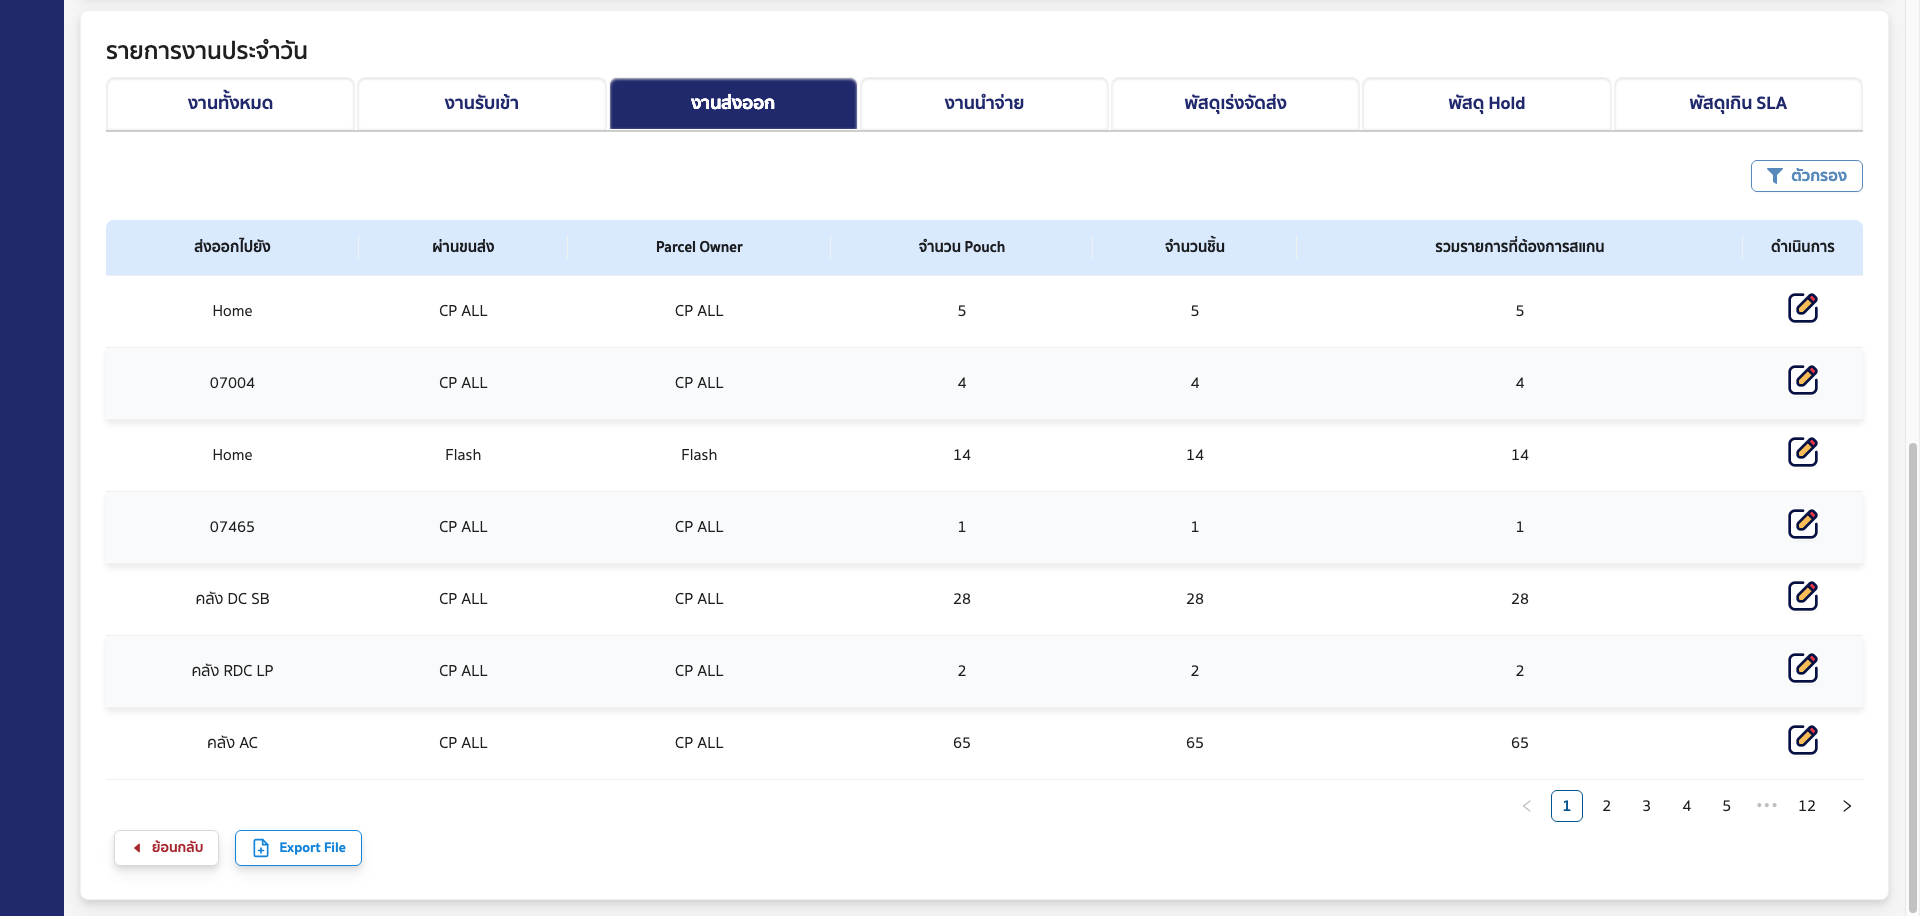 รายการงานประจำวัน
งานทั้งหมด งานรับเข้า งานส่งออก งานนำจ่าย พัสดุเร่งจัดส่ง พัสดุ Hold พัสดุเกิน SLA
ตัวกรอง
ส่งออกไปยัง ผ่านขนส่ง Parcel Owner จำนวน Pouch จำนวนชิ้น รวมรายการที่ต้องการสแกน ดำเนินการ
Home CP ALL CP ALL 5 5 5
07004 CP ALL CP ALL 4 4 4
Home Flash Flash 14 14 14
07465 CP ALL CP ALL 1 1 1
คลัง DC SB CP ALL CP ALL 28 28 28
คลัง RDC LP CP ALL CP ALL 2 2 2
คลัง AC CP ALL CP ALL 65 65 65
1 2 3 4 5 ••• 12
ย้อนกลับ Export File